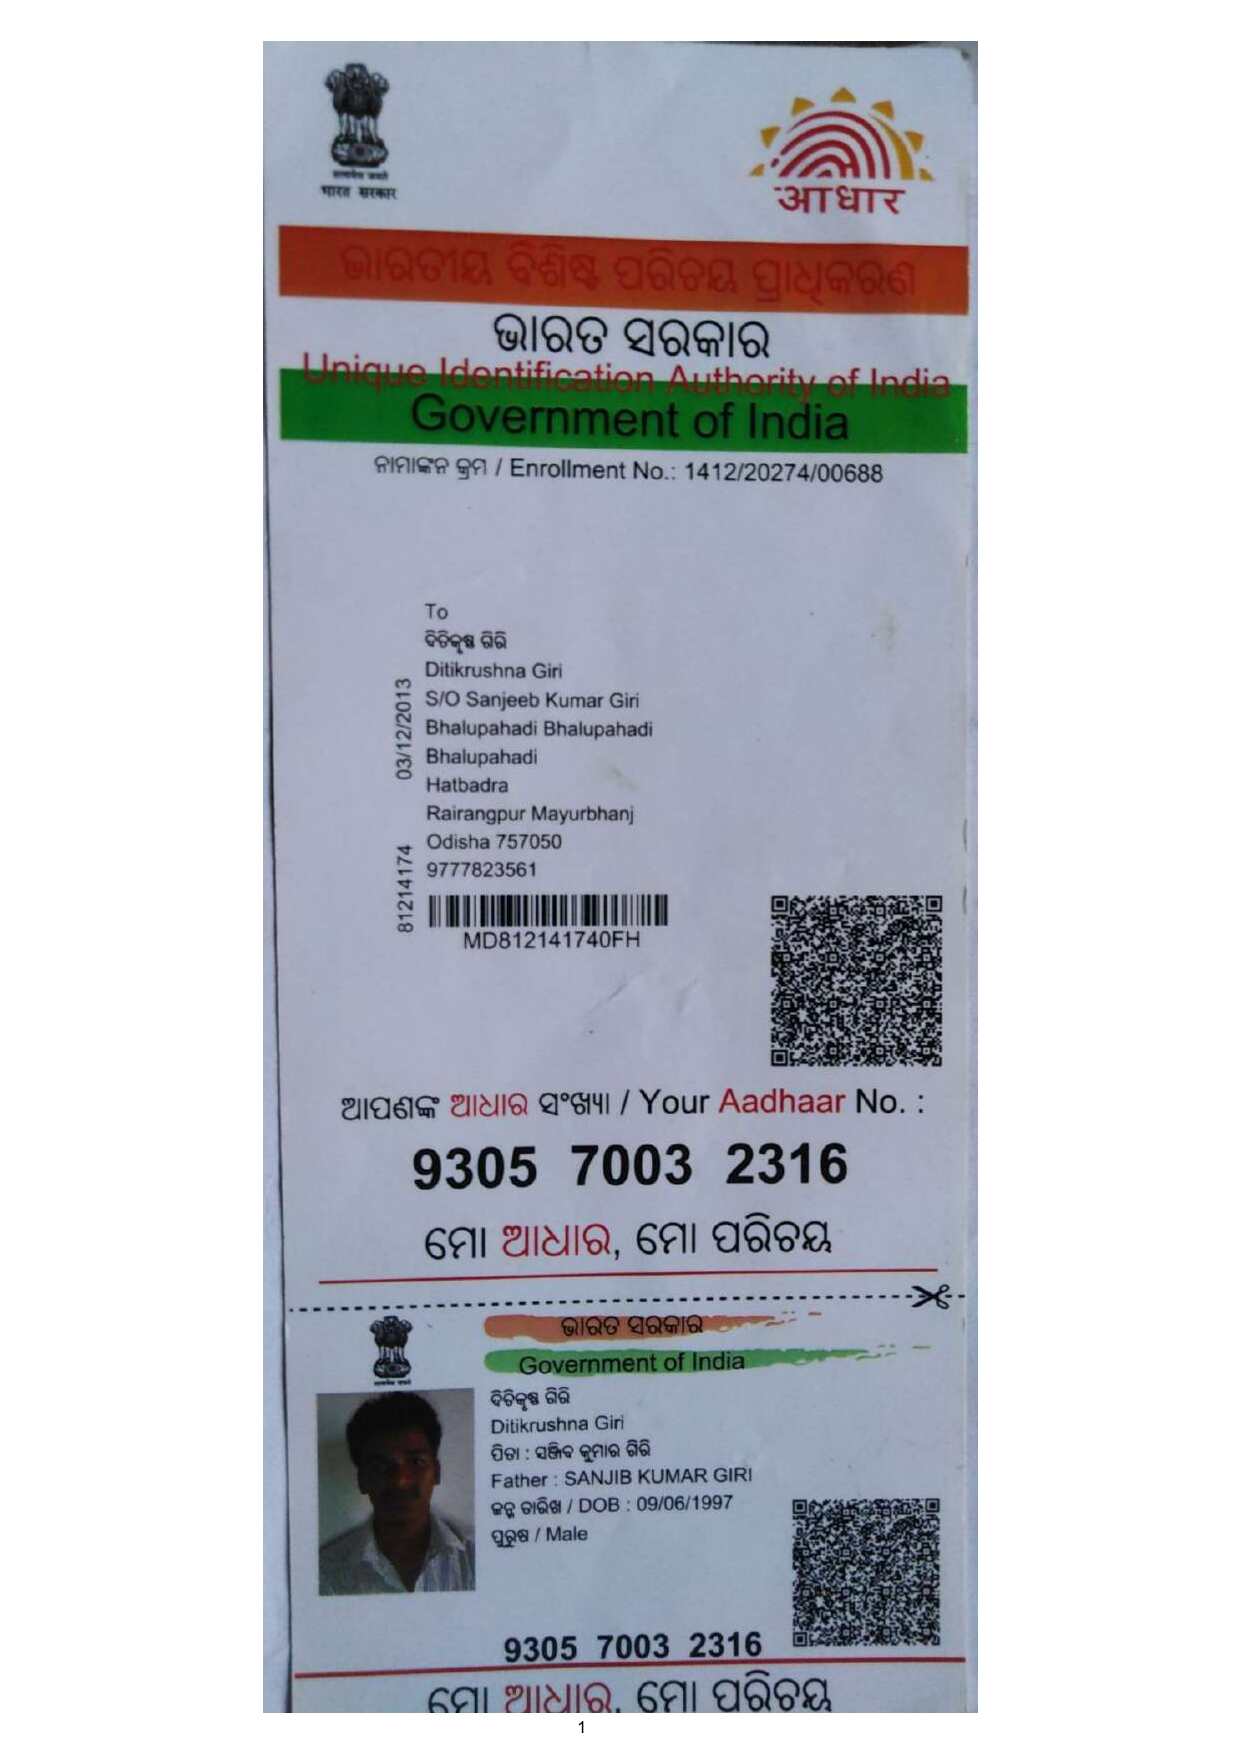 भारत सरकार
आधार
ଭାରତୀୟ ବିଶିଷ୍ଟ ପରିଚୟ ପ୍ରାଧିକରଣ
ଭାରତ ସରକାର
Unique Identification Authority of India
Government of India
ନାମାଙ୍କନ କ୍ରମ / Enrollment No.: 1412/20274/00688
To
ଦିତିକୃଷ୍ଣ ଗିରି
Ditikrushna Giri
S/O Sanjeeb Kumar Giri
Bhalupahadi Bhalupahadi
Bhalupahadi
Hatbadra
Rairangpur Mayurbhanj
Odisha 757050
9777823561
03/12/2013
81214174
MD812141740FH
ଆପଣଙ୍କ ଆଧାର ସଂଖ୍ୟା / Your Aadhaar No. :
9305 7003 2316
ମୋ ଆଧାର, ମୋ ପରିଚୟ
ଭାରତ ସରକାର
Government of India
ଦିତିକୃଷ୍ଣ ଗିରି
Ditikrushna Giri
ପିତା : ସଞ୍ଜିବ କୁମାର ଗିରି
Father : SANJIB KUMAR GIRI
ଜନ୍ମ ତାରିଖ / DOB : 09/06/1997
ପୁରୁଷ / Male
9305 7003 2316
ମୋ ଆଧାର, ମୋ ପରିଚୟ
1